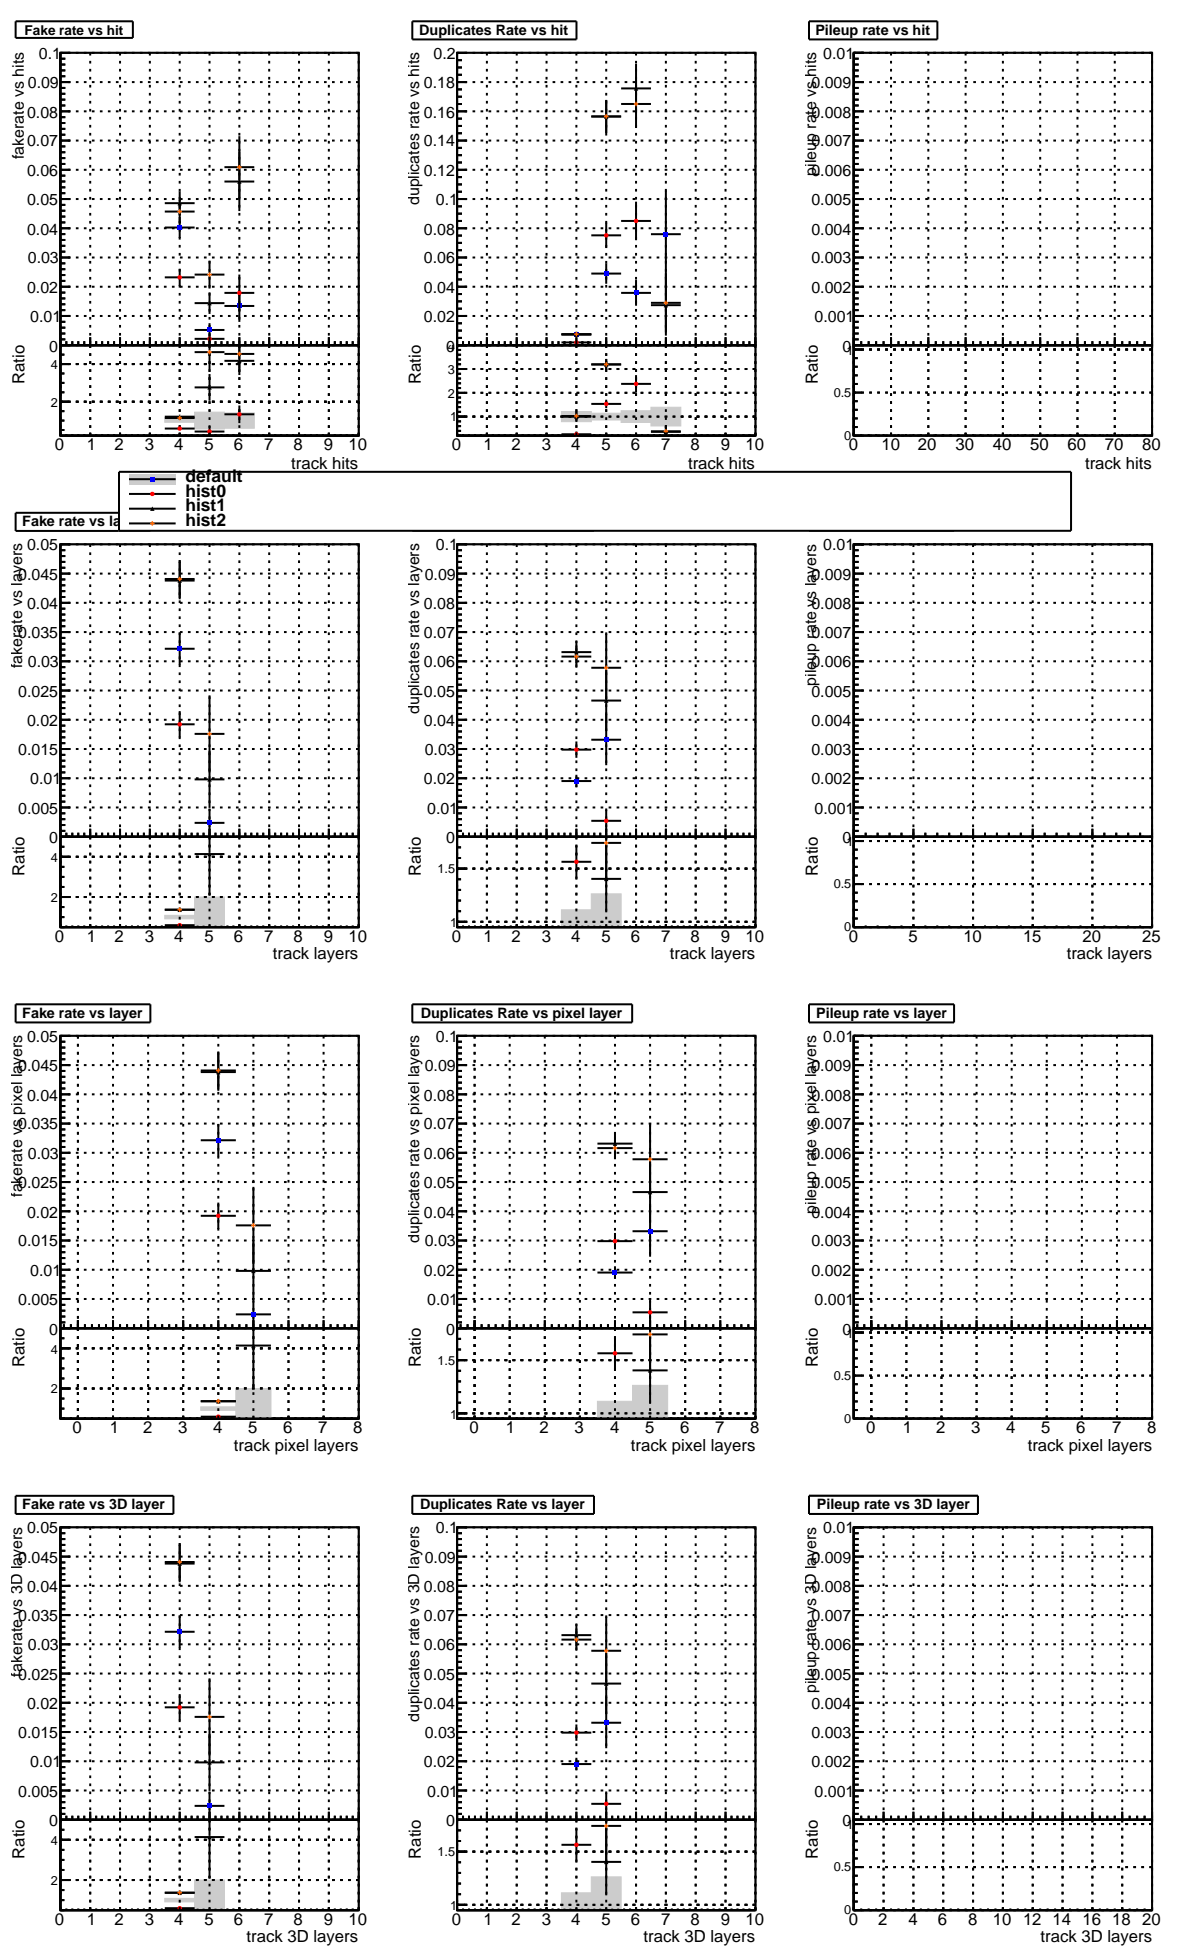 Fake rate vs hit
fakerate vs hits
0.1
0.09
0.08
0.07
0.06
0.05
0.04
0.03
0.02
0.01
0
Ratio
4
2
0 1 2 3 4 5 6 7 8 9 10
track hits
Duplicates Rate vs hit
duplicates rate vs hits
0.2
0.18
0.16
0.14
0.12
0.1
0.08
0.06
0.04
0.02
0
Ratio
3
2
1
0 1 2 3 4 5 6 7 8 9 10
track hits
Pileup rate vs hit
pileup rate vs hits
0.01
0.009
0.008
0.007
0.006
0.005
0.004
0.003
0.002
0.001
0
Ratio
1
0.5
0
10 20 30 40 50 60 70 80
track hits
default
hist0
hist1
hist2
Fake rate vs la
fakerate vs layers
0.05
0.045
0.04
0.035
0.03
0.025
0.02
0.015
0.01
0.005
0
Ratio
4
2
0 1 2 3 4 5 6 7 8 9 10
track layers
duplicates rate vs layers
0.1
0.09
0.08
0.07
0.06
0.05
0.04
0.03
0.02
0.01
0
Ratio
1.5
1
0 1 2 3 4 5 6 7 8 9 10
track layers
pileup rate vs layers
0.01
0.009
0.008
0.007
0.006
0.005
0.004
0.003
0.002
0.001
0
Ratio
1
0.5
0
0 5 10 15 20 25
track layers
Fake rate vs layer
fakerate vs pixel layers
0.05
0.045
0.04
0.035
0.03
0.025
0.02
0.015
0.01
0.005
0
Ratio
4
2
0 1 2 3 4 5 6 7 8
track pixel layers
Duplicates Rate vs pixel layer
duplicates rate vs pixel layers
0.1
0.09
0.08
0.07
0.06
0.05
0.04
0.03
0.02
0.01
0
Ratio
1.5
1
0 1 2 3 4 5 6 7 8
track pixel layers
Pileup rate vs layer
pileup rate vs pixel layers
0.01
0.009
0.008
0.007
0.006
0.005
0.004
0.003
0.002
0.001
0
Ratio
1
0.5
0
0 1 2 3 4 5 6 7 8
track pixel layers
Fake rate vs 3D layer
fakerate vs 3D layers
0.05
0.045
0.04
0.035
0.03
0.025
0.02
0.015
0.01
0.005
0
Ratio
4
2
0 1 2 3 4 5 6 7 8 9 10
track 3D layers
Duplicates Rate vs layer
duplicates rate vs 3D layers
0.1
0.09
0.08
0.07
0.06
0.05
0.04
0.03
0.02
0.01
0
Ratio
1.5
1
0 1 2 3 4 5 6 7 8 9 10
track 3D layers
Pileup rate vs 3D layer
pileup rate vs 3D layers
0.01
0.009
0.008
0.007
0.006
0.005
0.004
0.003
0.002
0.001
0
Ratio
1
0.5
0
0 2 4 6 8 10 12 14 16 18 20
track 3D layers